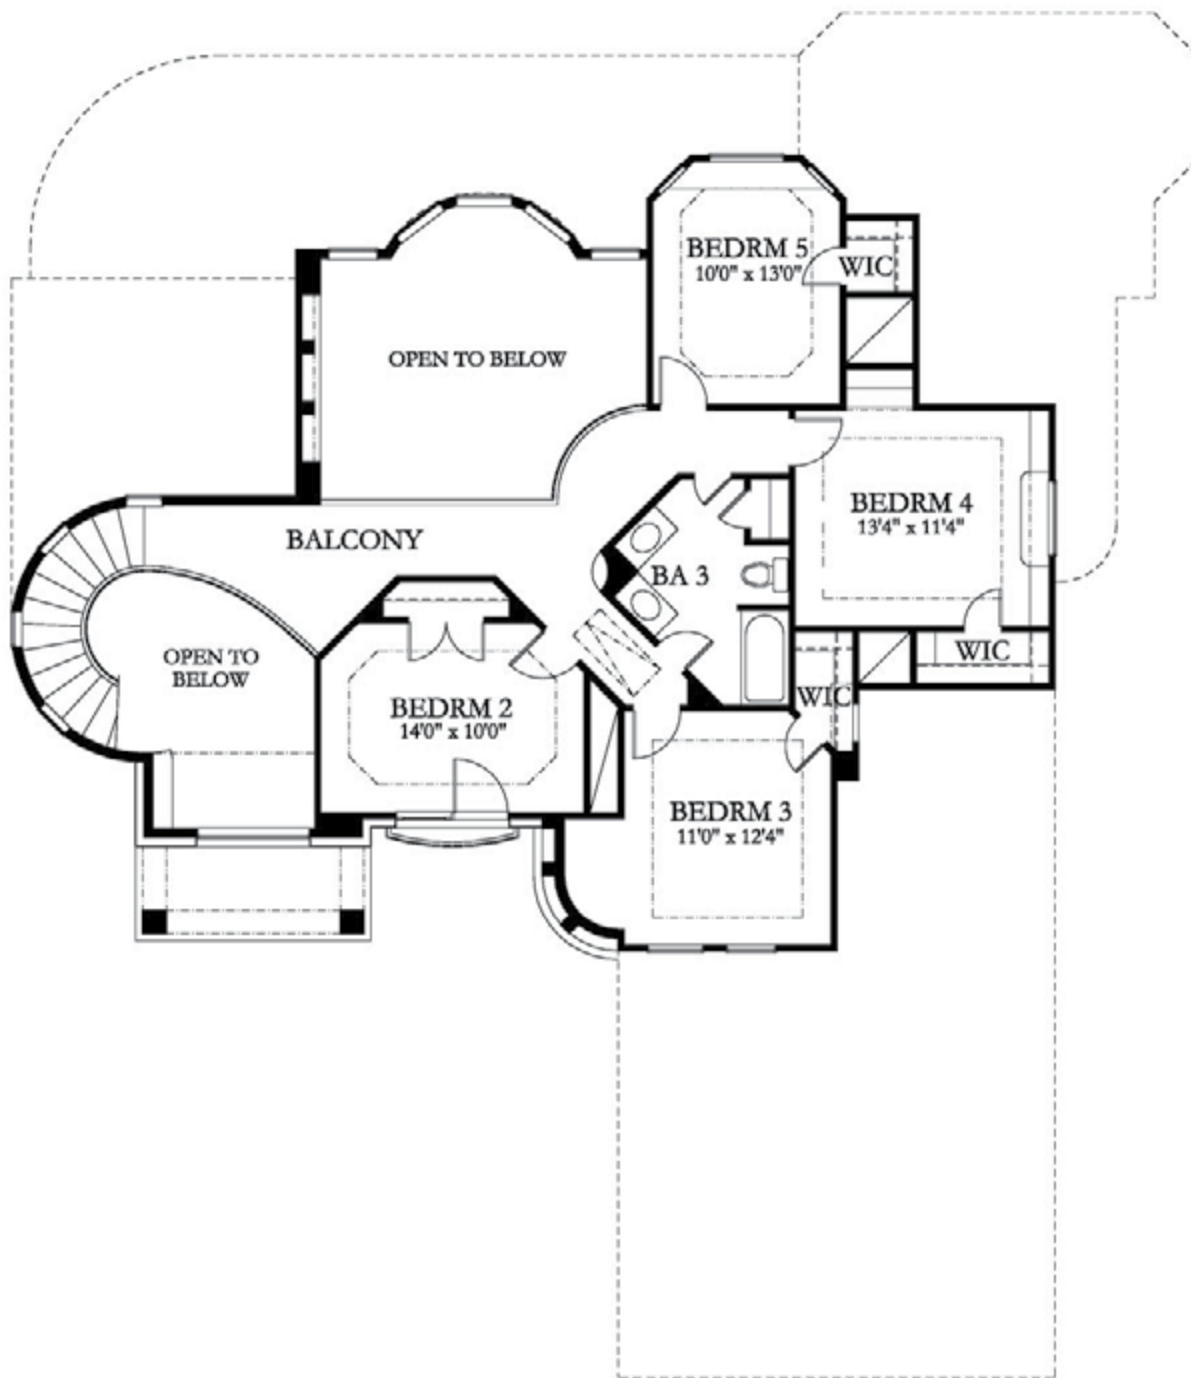 BEDRM 5
10'0" x 13'0"
WIC
OPEN TO BELOW
BEDRM 4
13'4" x 11'4"
BALCONY
BA 3
OPEN TO
BELOW
WIC
WIC
BEDRM 2
14'0" x 10'0"
BEDRM 3
11'0" x 12'4"